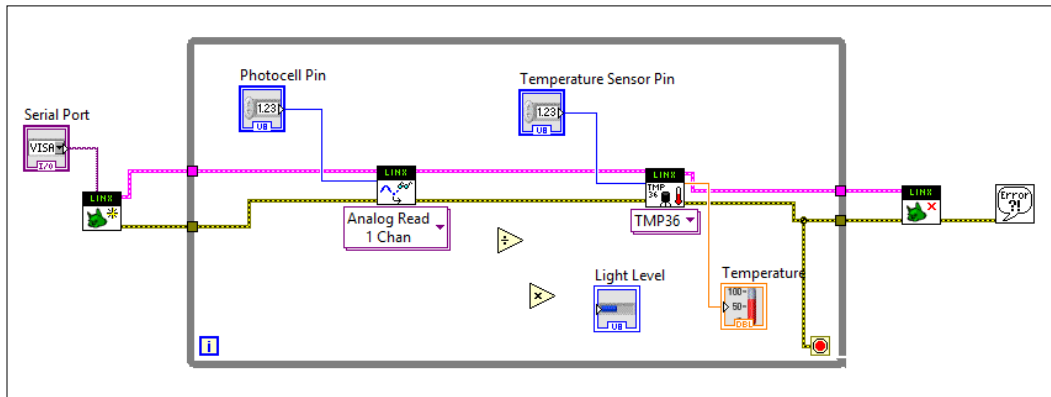 Photocell Pin
Temperature Sensor Pin
Serial Port
1.23
U8
1.23
U8
VISA
I/O
LINX
LINX
TMP
36
LINX
LINX
Error
?!
Analog Read
1 Chan
TMP36
÷
×
Light Level
U8
Temperature
100-
50-
DBL
i